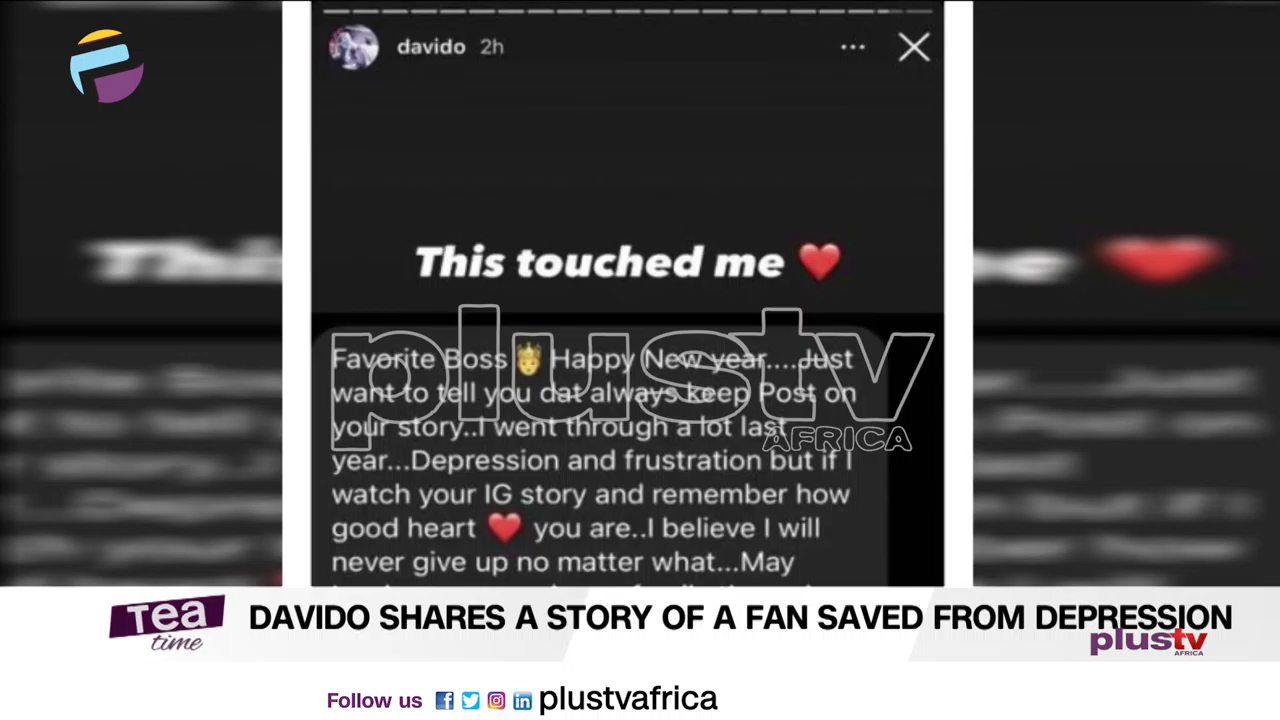 davido 2h
This touched me ❤️
Favorite Boss 🤴 Happy New year....Just
want to tell you dat always keep Post on
your story..I went through a lot last
year...Depression and frustration but if I
watch your IG story and remember how
good heart ❤️ you are..I believe I will
never give up no matter what...May
plustv
AFRICA
Tea
time
DAVIDO SHARES A STORY OF A FAN SAVED FROM DEPRESSION
plustv
AFRICA
Follow us plustvafrica